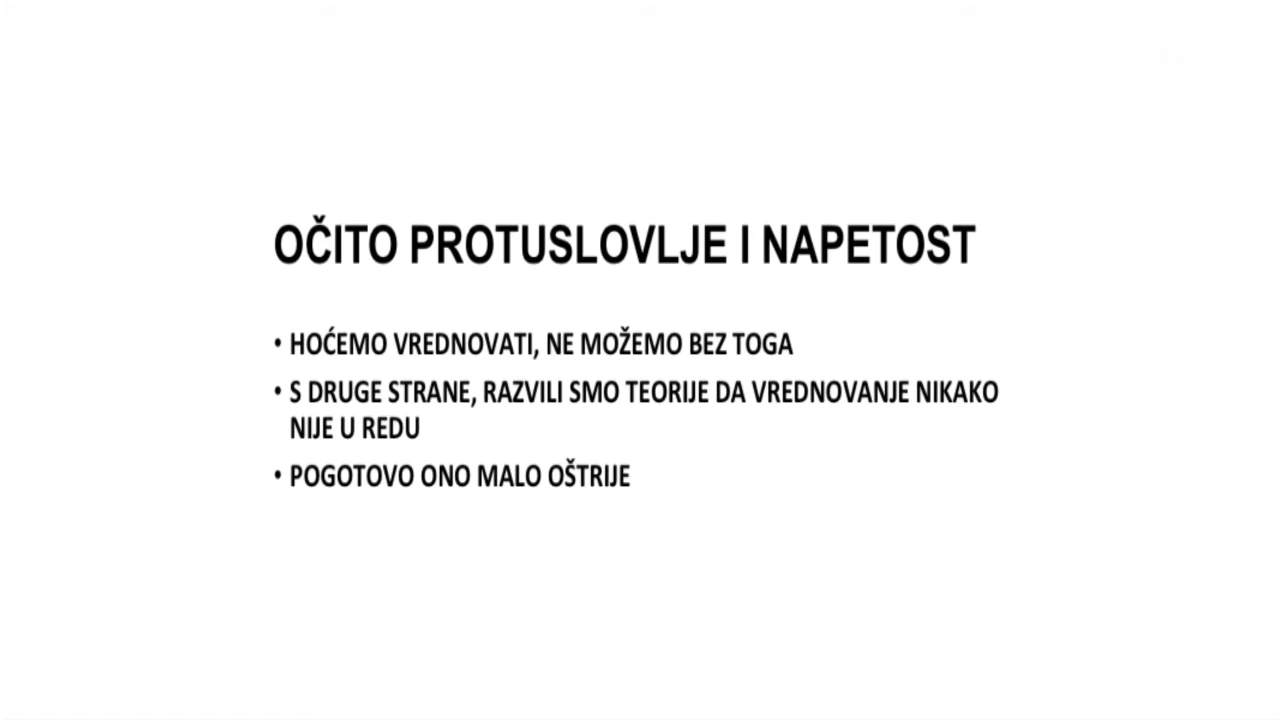 OČITO PROTUSLOVLJE I NAPETOST
• HOĆEMO VREDNOVATI, NE MOŽEMO BEZ TOGA
• S DRUGE STRANE, RAZVILI SMO TEORIJE DA VREDNOVANJE NIKAKO
NIJE U REDU
• POGOTOVO ONO MALO OŠTRIJE